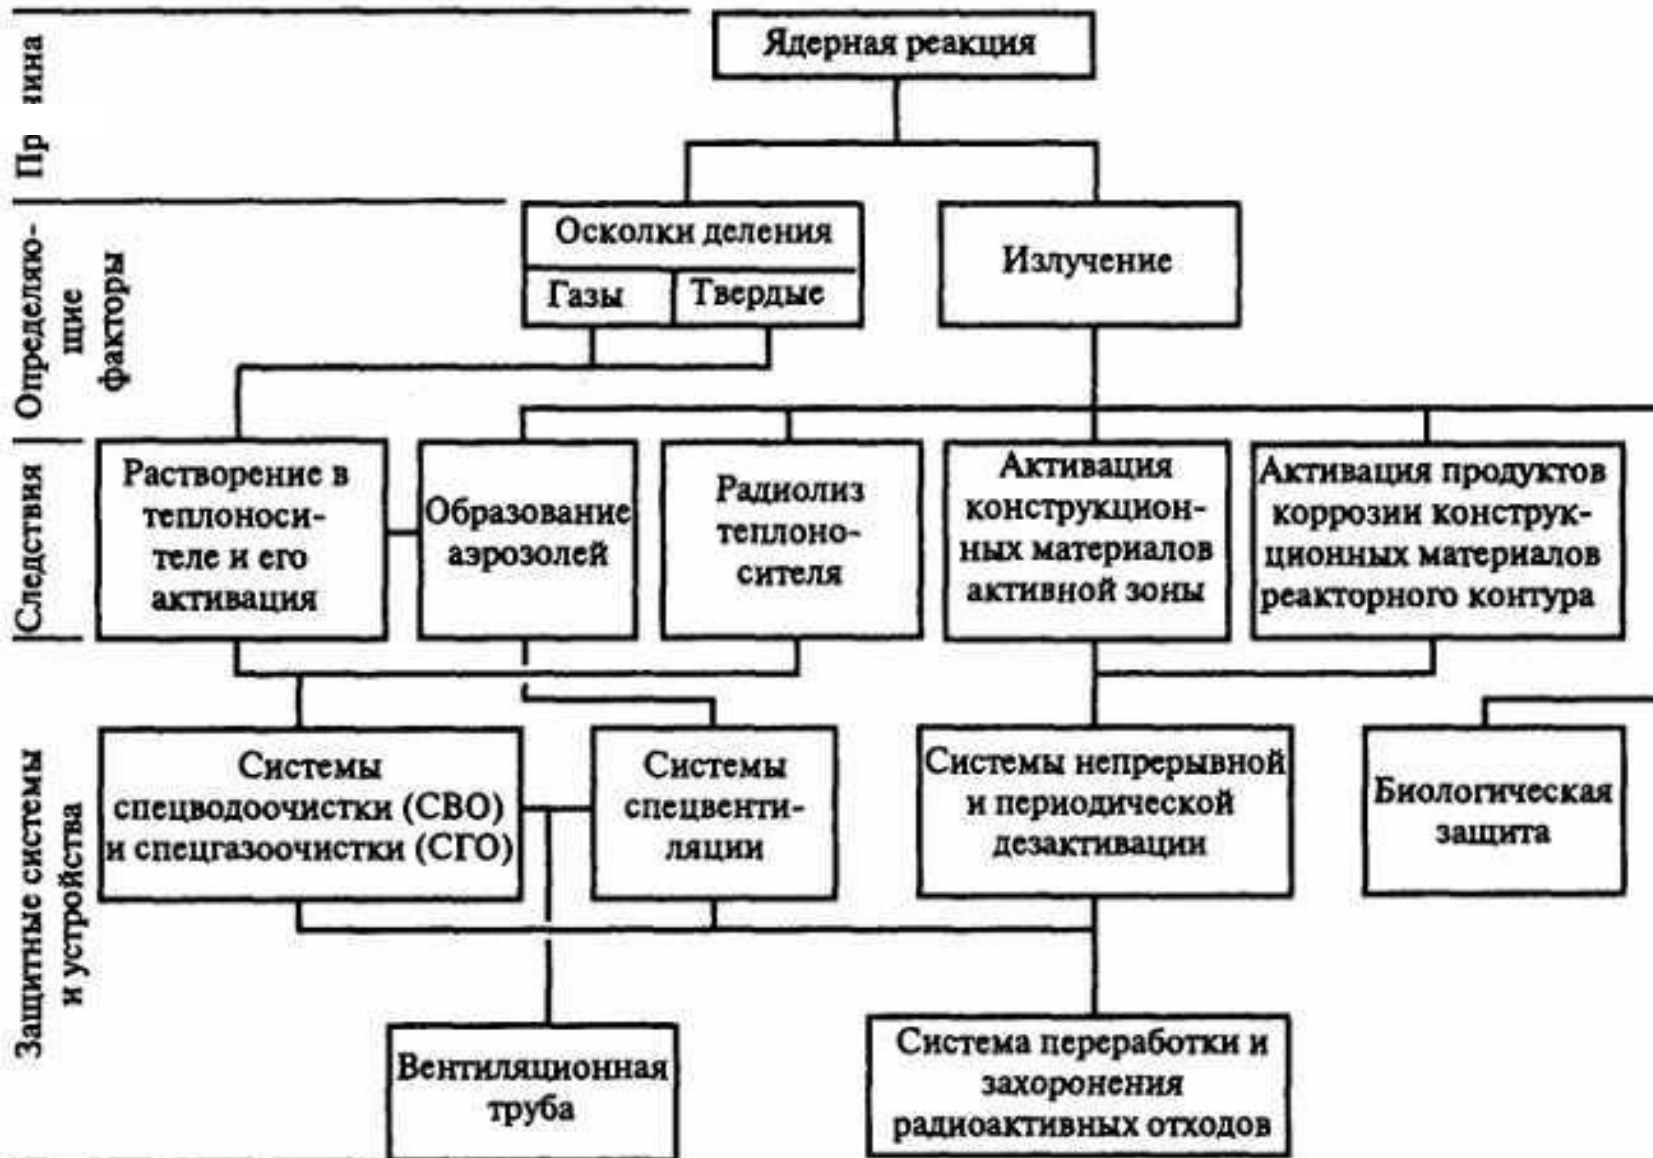 Ядерная реакция
Определяю-
щие
факторы
Осколки деления
Газы
Твердые
Излучение
Следствия
Растворение в
теплоноси-
теле и его
активация
Образование
аэрозолей
Радиолиз
теплоно-
сителя
Активация
конструкцион-
ных материалов
активной зоны
Активация продуктов
коррозии конструк-
ционных материалов
реакторного контура
Защитные системы
и устройства
Системы
спецводоочистки (СВО)
и спецгазоочистки (СГО)
Системы
спецвенти-
ляции
Системы непрерывной
и периодической
дезактивации
Биологическая
защита
Вентиляционная
труба
Система переработки и
захоронения
радиоактивных отходов